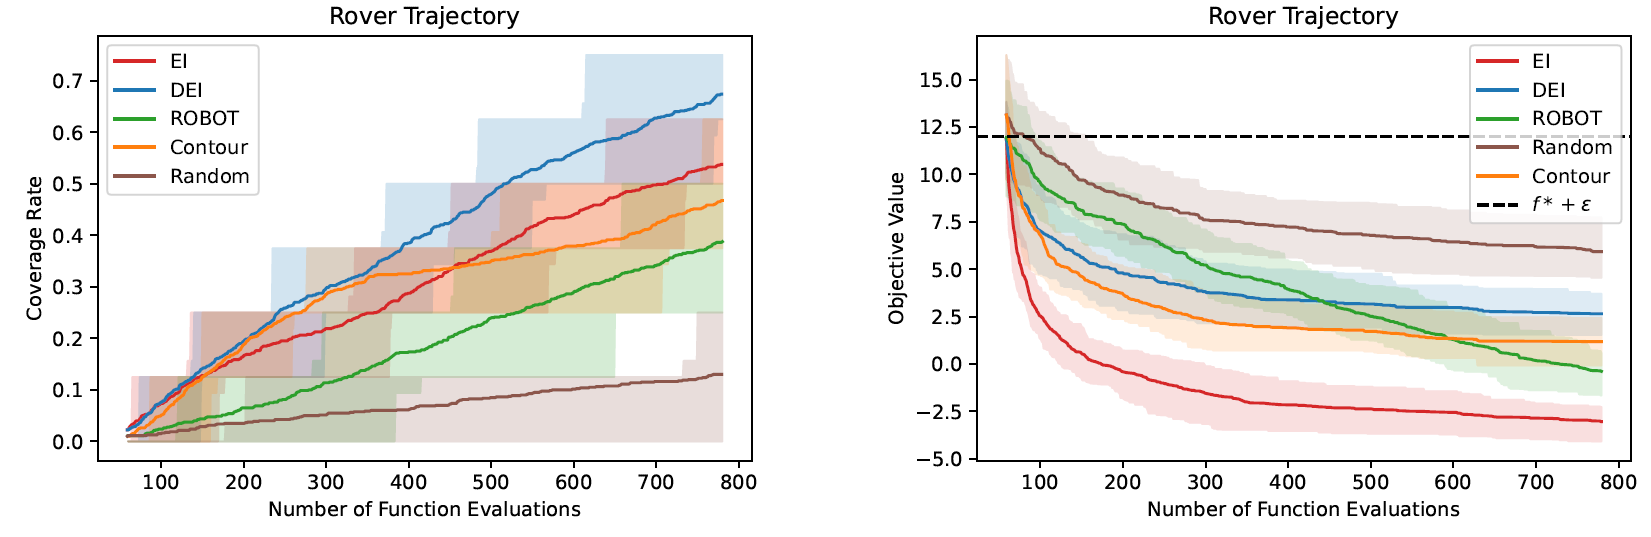 Rover Trajectory
EI
DEI
ROBOT
Contour
Random
0.7
0.6
0.5
0.4
0.3
0.2
0.1
0.0
Coverage Rate
100 200 300 400 500 600 700 800
Number of Function Evaluations
Rover Trajectory
EI
DEI
ROBOT
Random
Contour
f* + ε
15.0
12.5
10.0
7.5
5.0
2.5
0.0
−2.5
−5.0
Objective Value
100 200 300 400 500 600 700 800
Number of Function Evaluations